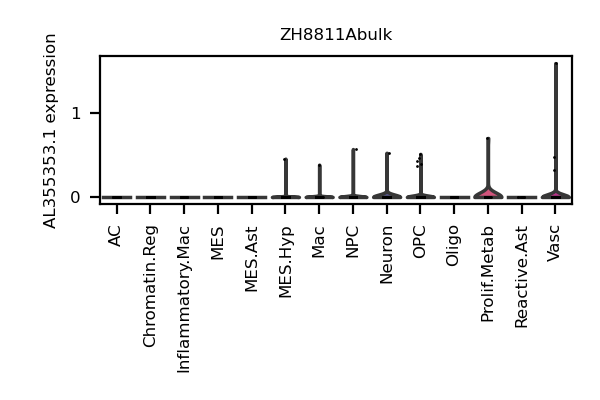 ZH8811Abulk
AL355353.1 expression
1
0
AC
Chromatin.Reg
Inflammatory.Mac
MES
MES.Ast
MES.Hyp
Mac
NPC
Neuron
OPC
Oligo
Prolif.Metab
Reactive.Ast
Vasc